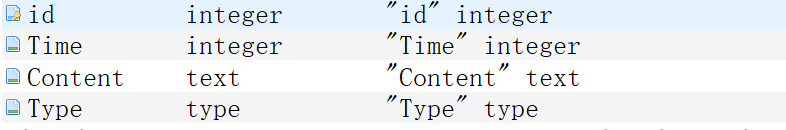 id integer "id" integer
Time integer "Time" integer
Content text "Content" text
Type type "Type" type